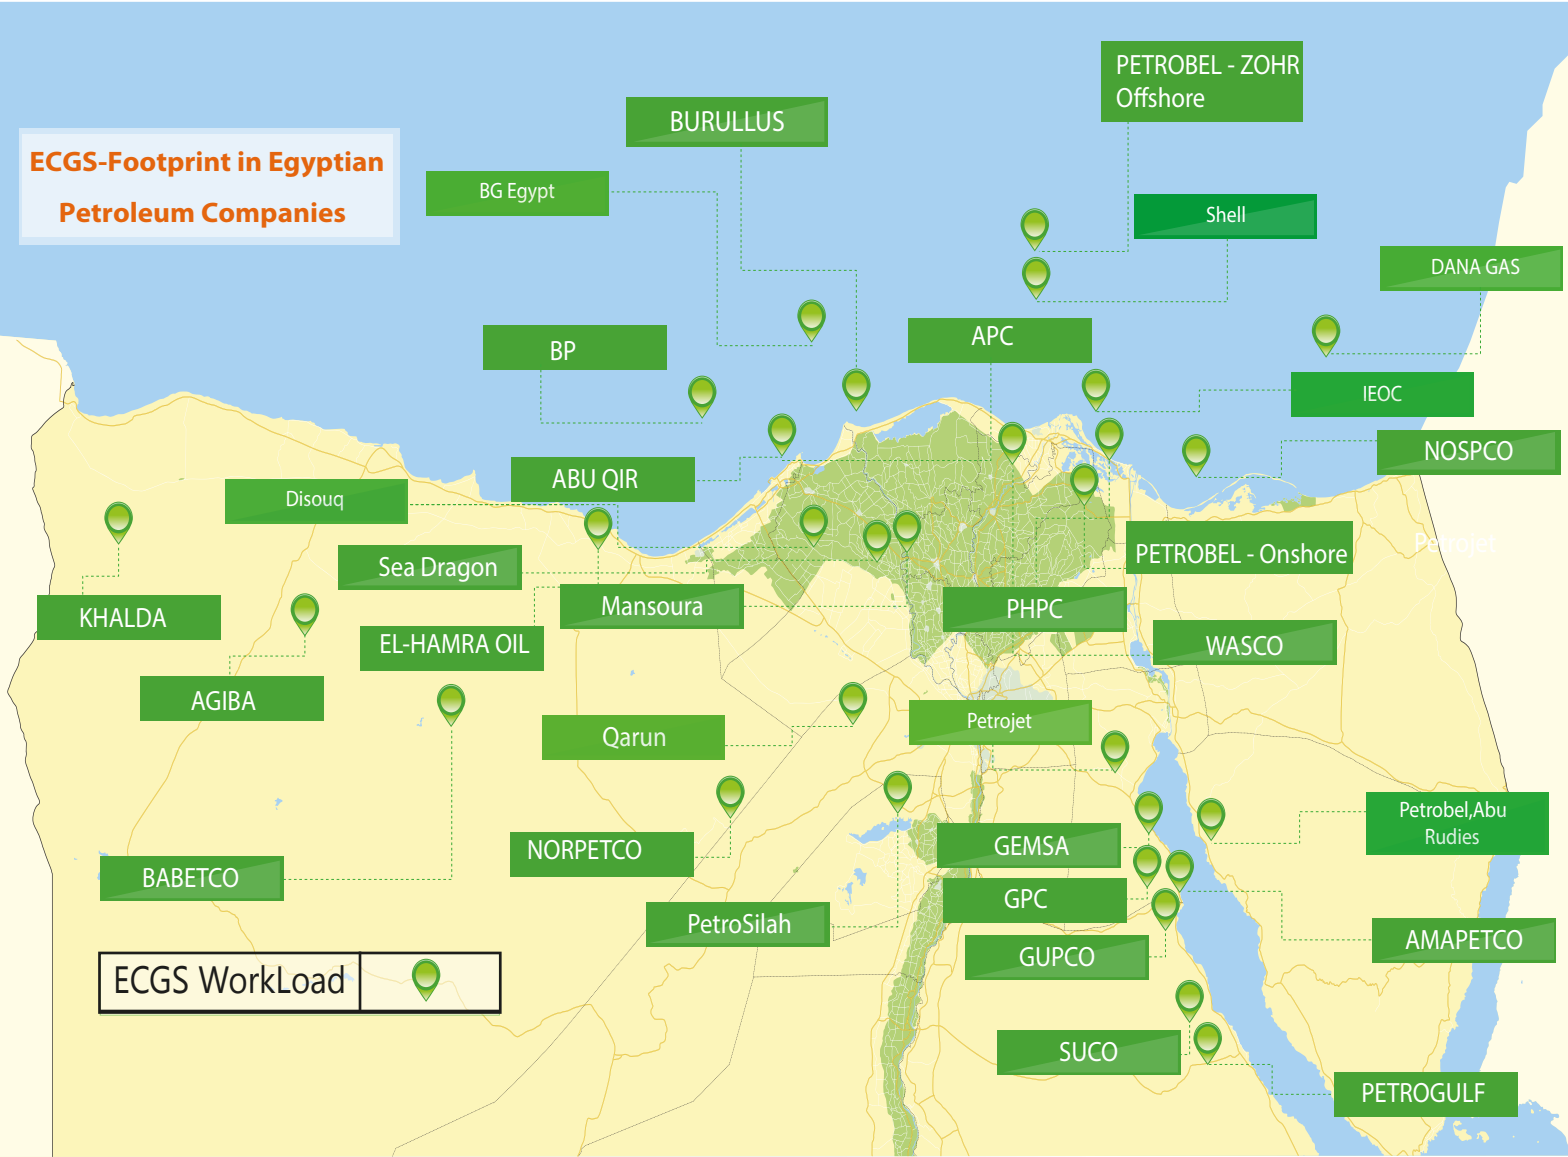 PETROBEL - ZOHR
Offshore
BURULLUS
ECGS-Footprint in Egyptian
Petroleum Companies
BG Egypt
Shell
DANA GAS
APC
BP
IEOC
NOSPCO
ABU QIR
Disouq
Petrojet
PETROBEL - Onshore
Sea Dragon
Mansoura
PHPC
KHALDA
EL-HAMRA OIL
WASCO
AGIBA
Petrojet
Qarun
Petrobel,Abu
Rudies
GEMSA
NORPETCO
BABETCO
GPC
PetroSilah
AMAPETCO
GUPCO
ECGS WorkLoad
SUCO
PETROGULF